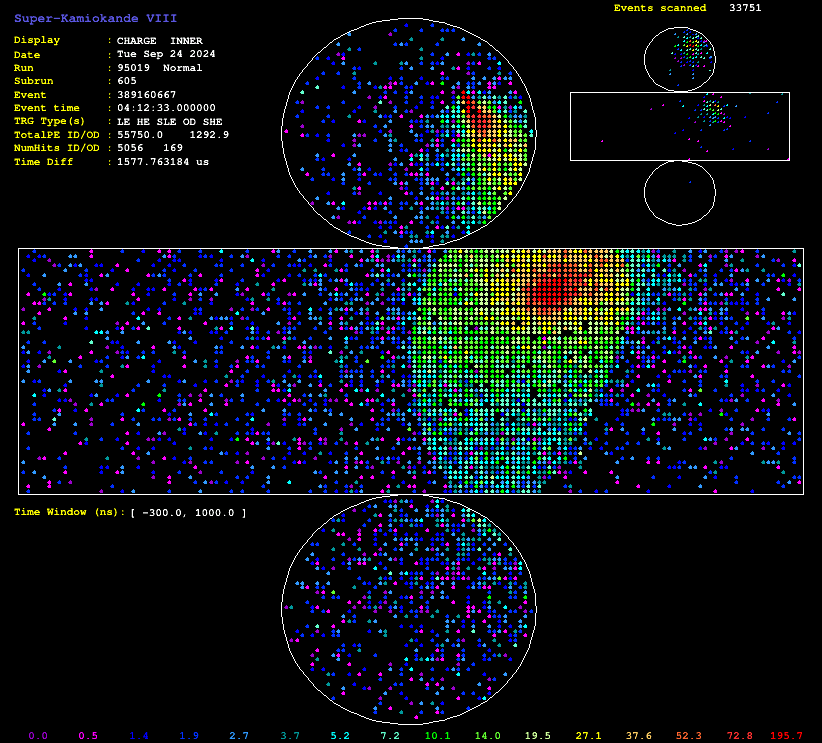 Events scanned 33751
Super-Kamiokande VIII
Display : CHARGE INNER
Date : Tue Sep 24 2024
Run : 95019 Normal
Subrun : 605
Event : 389160667
Event time : 04:12:33.000000
TRG Type(s) : LE HE SLE OD SHE
TotalPE ID/OD : 55750.0 1292.9
NumHits ID/OD : 5056 169
Time Diff : 1577.763184 us
Time Window (ns): [ -300.0, 1000.0 ]
0.0 0.5 1.4 1.9 2.7 3.7 5.2 7.2 10.1 14.0 19.5 27.1 37.6 52.3 72.8 195.7